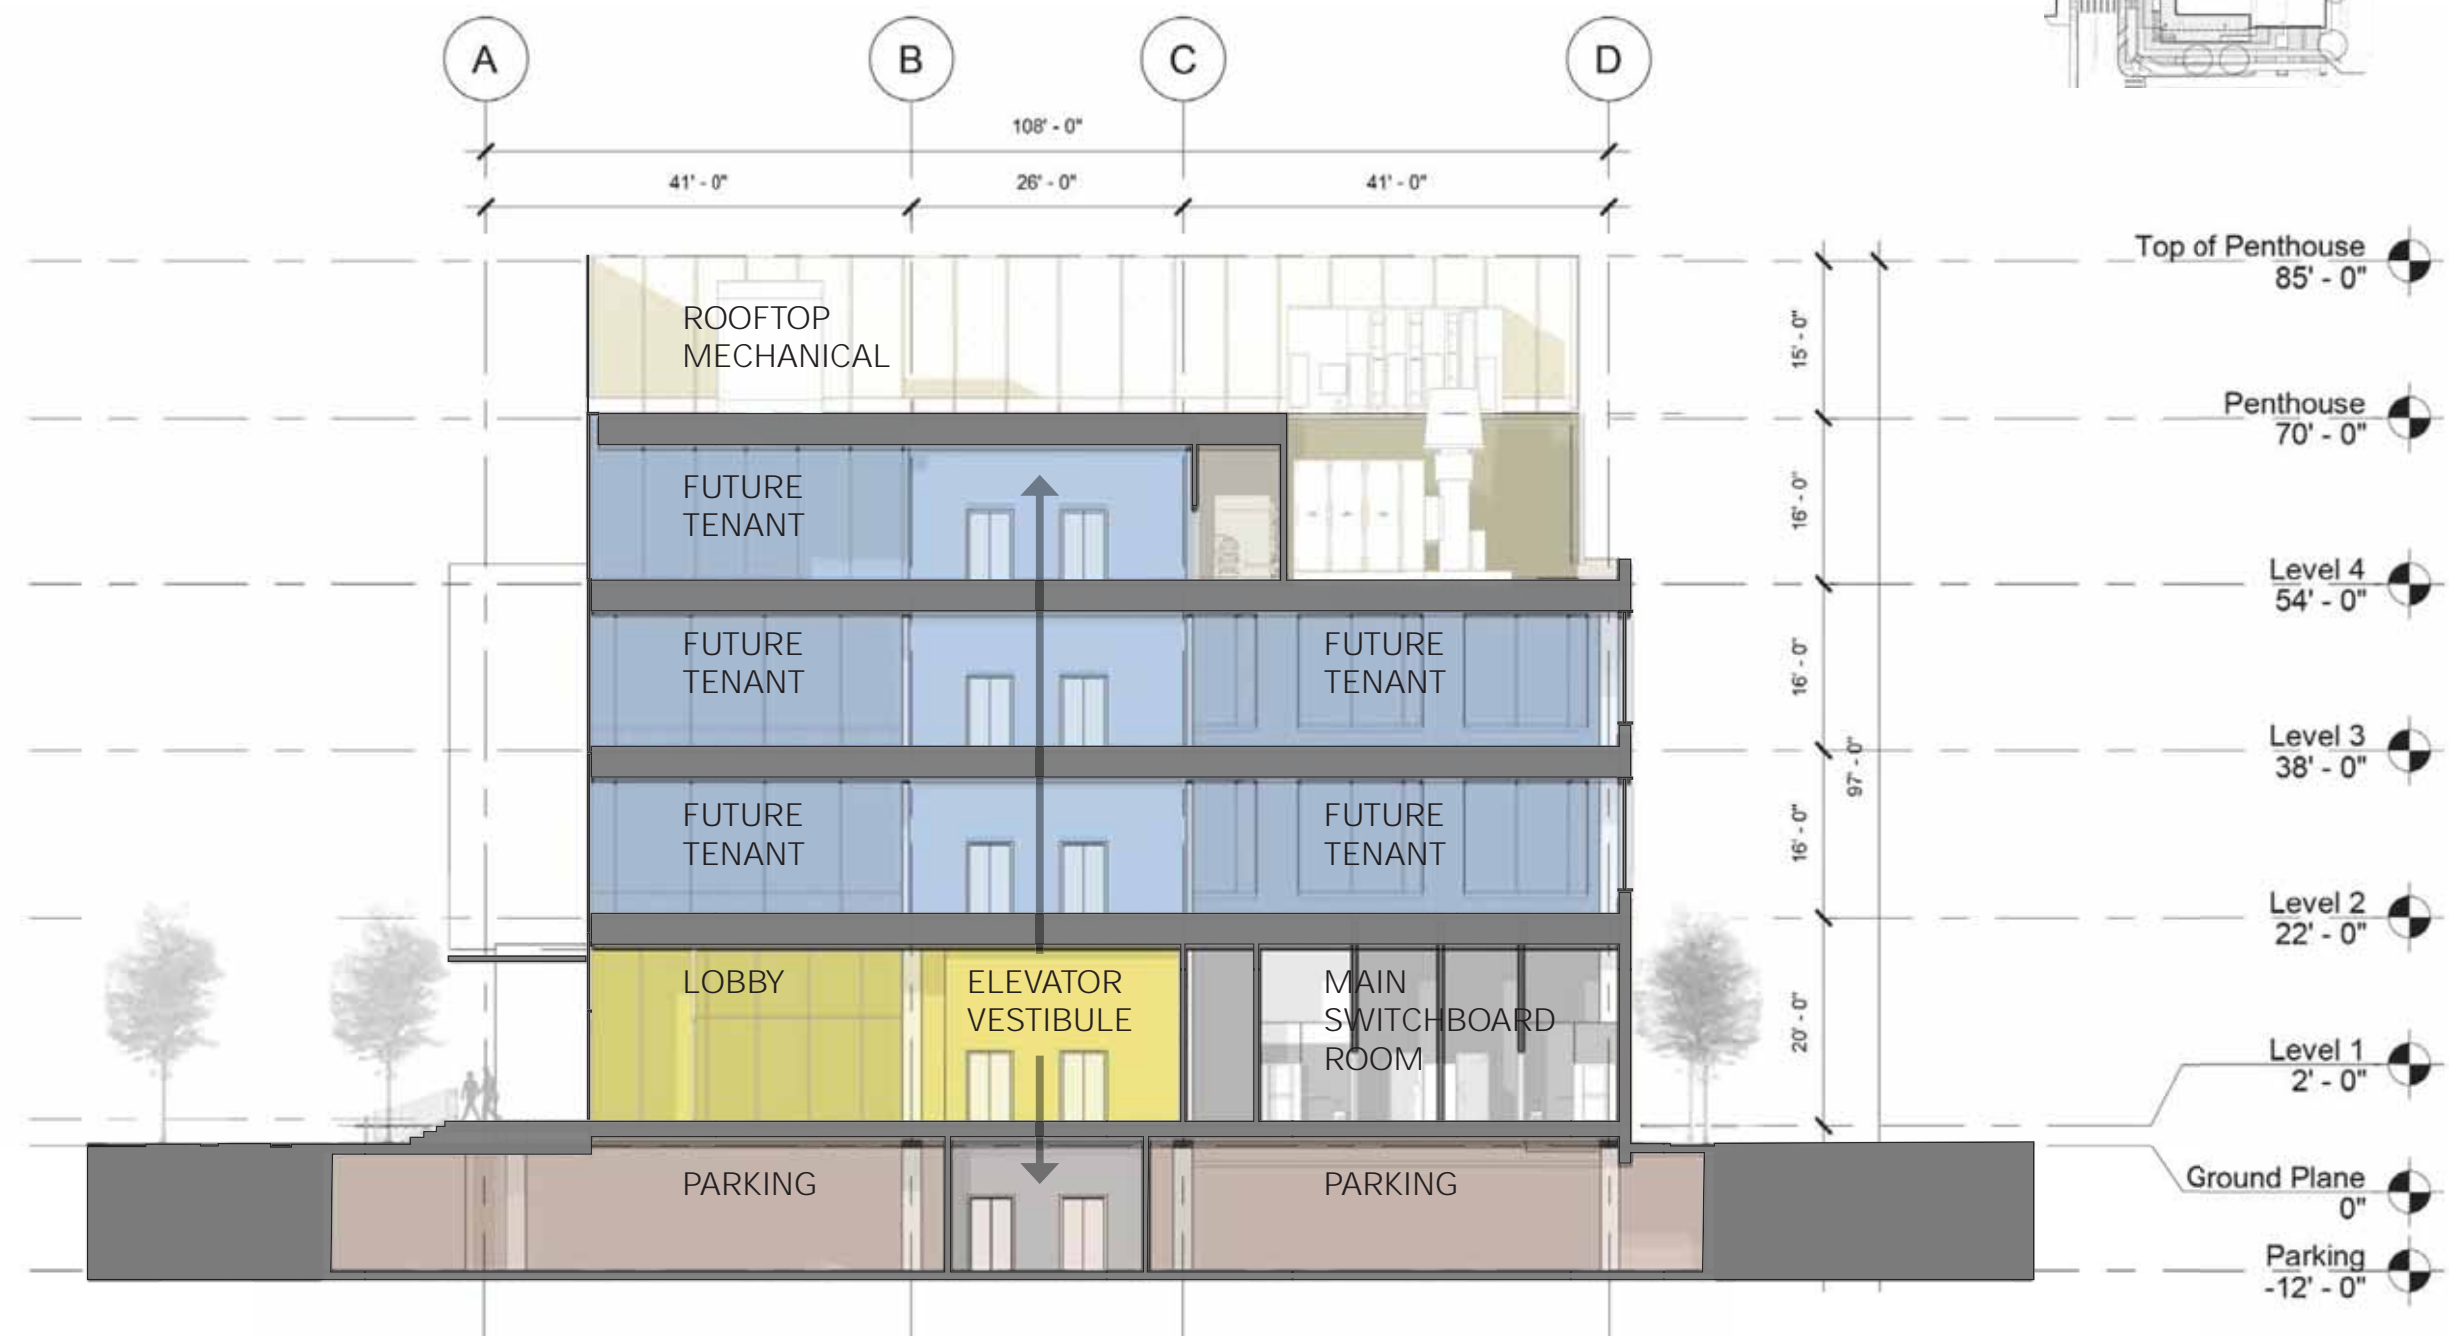 A
B
C
D
108' - 0"
41' - 0"
26' - 0"
41' - 0"
Top of Penthouse
85' - 0"
15' - 0"
ROOFTOP
MECHANICAL
Penthouse
70' - 0"
16' - 0"
FUTURE
TENANT
Level 4
54' - 0"
16' - 0"
FUTURE
TENANT
FUTURE
TENANT
Level 3
38' - 0"
97' - 0"
16' - 0"
FUTURE
TENANT
FUTURE
TENANT
Level 2
22' - 0"
20' - 0"
LOBBY
ELEVATOR
VESTIBULE
MAIN
SWITCHBOARD
ROOM
Level 1
2' - 0"
PARKING
PARKING
Ground Plane
0"
Parking
-12' - 0"